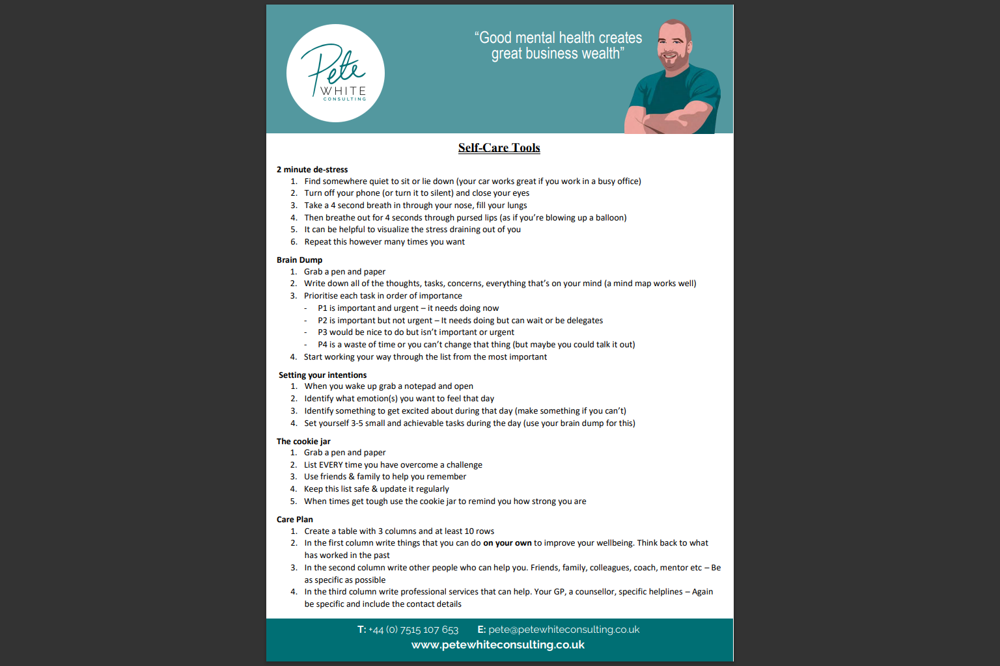 Pete
WHITE
CONSULTING
“Good mental health creates
great business wealth”
Self-Care Tools
2 minute de-stress
1. Find somewhere quiet to sit or lie down (your car works great if you work in a busy office)
2. Turn off your phone (or turn it to silent) and close your eyes
3. Take a 4 second breath in through your nose, fill your lungs
4. Then breathe out for 4 seconds through pursed lips (as if you’re blowing up a balloon)
5. It can be helpful to visualize the stress draining out of you
6. Repeat this however many times you want
Brain Dump
1. Grab a pen and paper
2. Write down all of the thoughts, tasks, concerns, everything that’s on your mind (a mind map works well)
3. Prioritise each task in order of importance
- P1 is important and urgent – it needs doing now
- P2 is important but not urgent – It needs doing but can wait or be delegates
- P3 would be nice to do but isn’t important or urgent
- P4 is a waste of time or you can’t change that thing (but maybe you could talk it out)
4. Start working your way through the list from the most important
Setting your intentions
1. When you wake up grab a notepad and open
2. Identify what emotion(s) you want to feel that day
3. Identify something to get excited about during that day (make something if you can’t)
4. Set yourself 3-5 small and achievable tasks during the day (use your brain dump for this)
The cookie jar
1. Grab a pen and paper
2. List EVERY time you have overcome a challenge
3. Use friends & family to help you remember
4. Keep this list safe & update it regularly
5. When times get tough use the cookie jar to remind you how strong you are
Care Plan
1. Create a table with 3 columns and at least 10 rows
2. In the first column write things that you can do on your own to improve your wellbeing. Think back to what
has worked in the past
3. In the second column write other people who can help you. Friends, family, colleagues, coach, mentor etc – Be
as specific as possible
4. In the third column write professional services that can help. Your GP, a counsellor, specific helplines – Again
be specific and include the contact details
T: +44 (0) 7515 107 653 E: pete@petewhiteconsulting.co.uk
www.petewhiteconsulting.co.uk